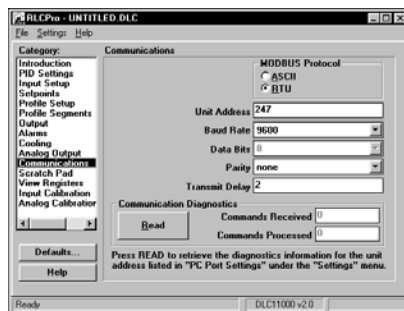 RLCPro - UNTITLED.DLC
File Settings Help
Category:
Introduction
PID Settings
Input Setup
Setpoints
Profile Setup
Profile Segments
Output
Alarms
Cooling
Analog Output
Communications
Scratch Pad
View Registers
Input Calibration
Analog Calibration
Defaults...
Help
Communications
MODBUS Protocol
ASCII
RTU
Unit Address 247
Baud Rate 9600
Data Bits 8
Parity none
Transmit Delay 2
Communication Diagnostics
Read
Commands Received 0
Commands Processed 0
Press READ to retrieve the diagnostics information for the unit
address listed in "PC Port Settings" under the "Settings" menu.
Ready
DLC11000 v2.0